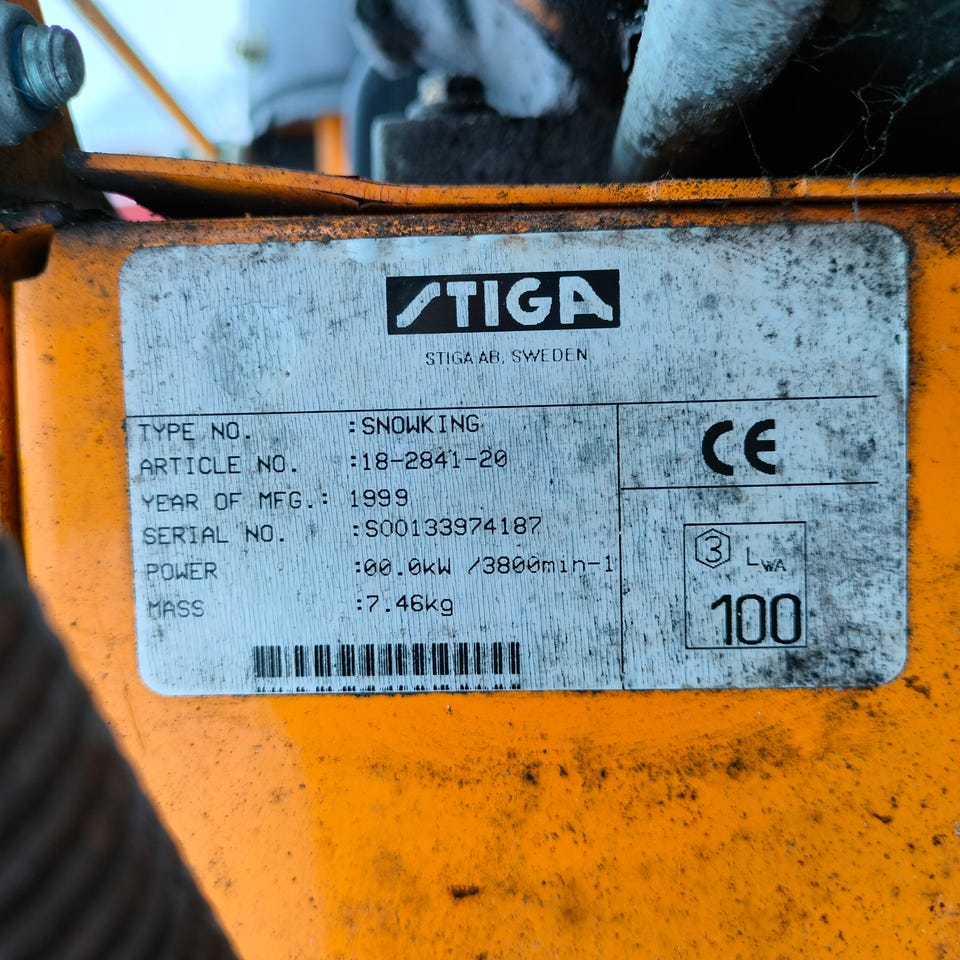 STIGA
STIGA AB, SWEDEN
TYPE NO. :SNOWKING
ARTICLE NO. :18-2841-20
YEAR OF MFG.: 1999
SERIAL NO. :S00133974187
POWER :00.0kW /3800min-1
MASS :7.46kg
CE
3 LWA
100